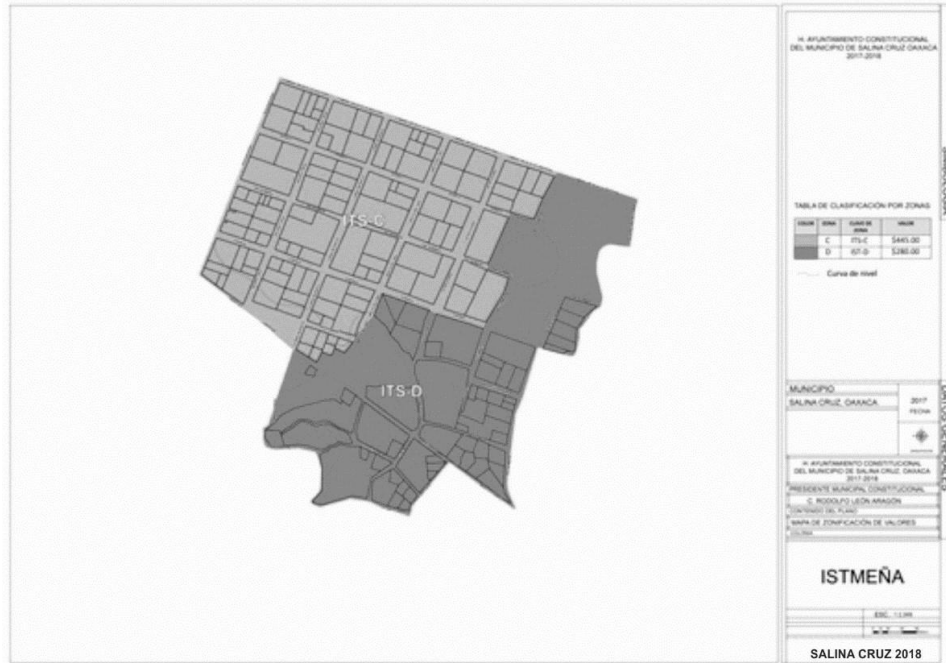 ITS-C
ITS-D
H. AYUNTAMIENTO CONSTITUCIONAL
DEL MUNICIPIO DE SALINA CRUZ OAXACA
2017-2018
TABLA DE CLASIFICACIÓN POR ZONAS
COLOR ZONA CLAVE DE ZONA VALOR
C ITS-C $445.00
D IST-D $280.00
Curva de nivel
MUNICIPIO
SALINA CRUZ, OAXACA
2017
FECHA
H. AYUNTAMIENTO CONSTITUCIONAL
DEL MUNICIPIO DE SALINA CRUZ, OAXACA
2017-2018
PRESIDENTE MUNICIPAL CONSTITUCIONAL
C. RODOLFO LEÓN ARAGÓN
CONTENIDO DEL PLANO
MAPA DE ZONIFICACIÓN DE VALORES
COLONIA
ISTMEÑA
ESC.
SALINA CRUZ 2018